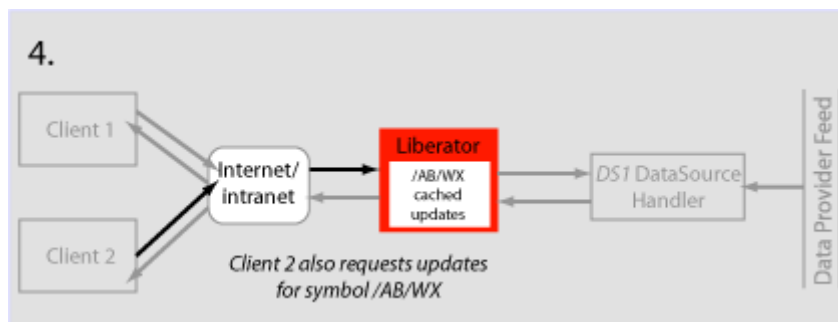 4.
Client 1
Internet/
intranet
Client 2
Liberator
/AB/WX
cached
updates
DS1 DataSource
Handler
Data Provider Feed
Client 2 also requests updates
for symbol /AB/WX